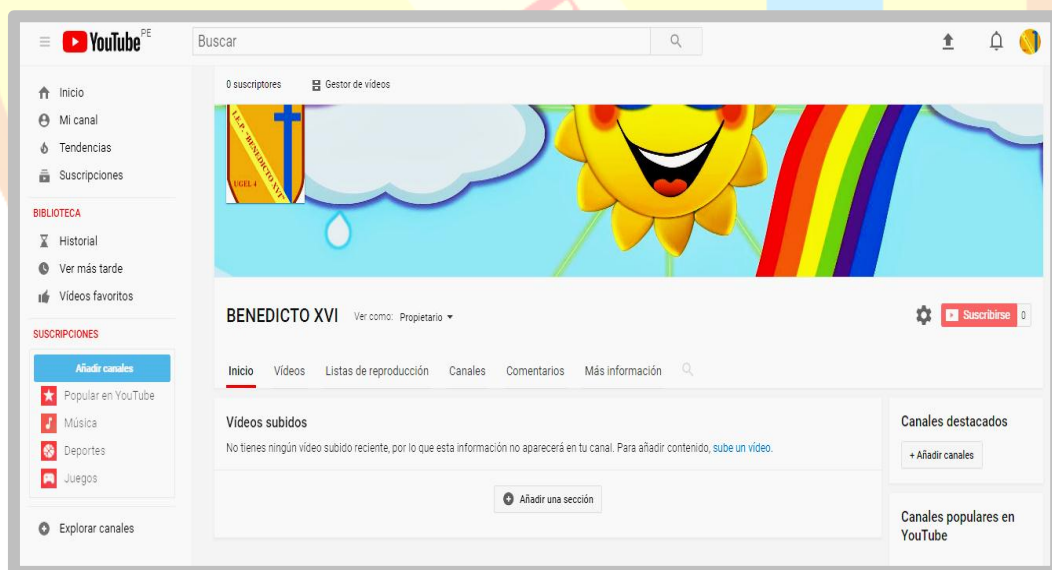 YouTube PE
Buscar
0 suscriptores Gestor de vídeos
Inicio
Mi canal
Tendencias
Suscripciones
BIBLIOTECA
Historial
Ver más tarde
Vídeos favoritos
SUSCRIPCIONES
Añadir canales
Popular en YouTube
Música
Deportes
Juegos
Explorar canales
I.E.P. "BENEDICTO XVI"
UGEL 4
BENEDICTO XVI Ver como: Propietario
Suscribirse 0
Inicio Vídeos Listas de reproducción Canales Comentarios Más información
Vídeos subidos
No tienes ningún vídeo subido reciente, por lo que esta información no aparecerá en tu canal. Para añadir contenido, sube un vídeo.
Añadir una sección
Canales destacados
+ Añadir canales
Canales populares en
YouTube